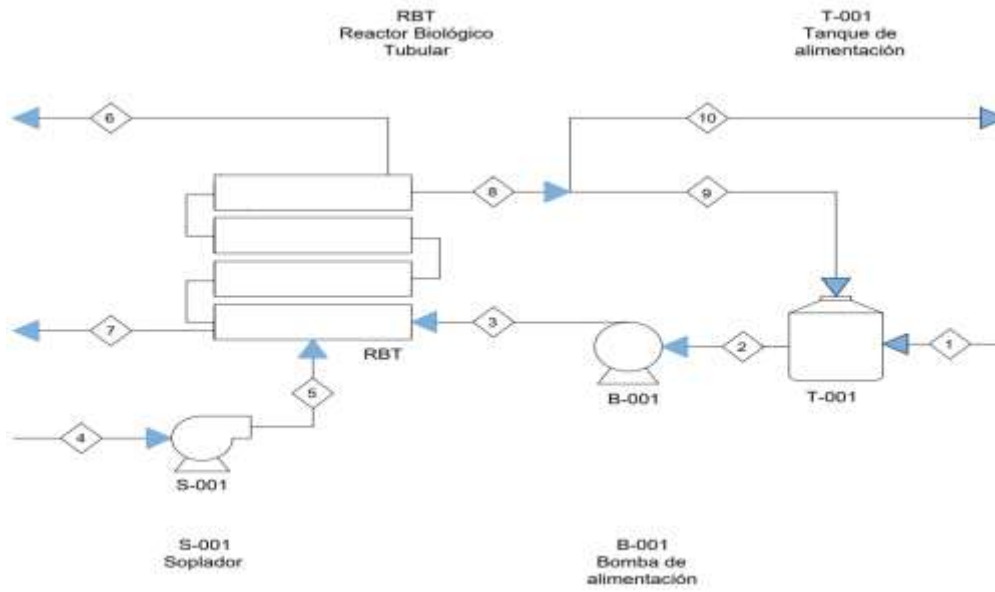 RBT
Reactor Biológico
Tubular
T-001
Tanque de
alimentación
6
10
8
9
7
3
RBT
2
1
B-001
T-001
5
4
S-001
S-001
Soplador
B-001
Bomba de
alimentación